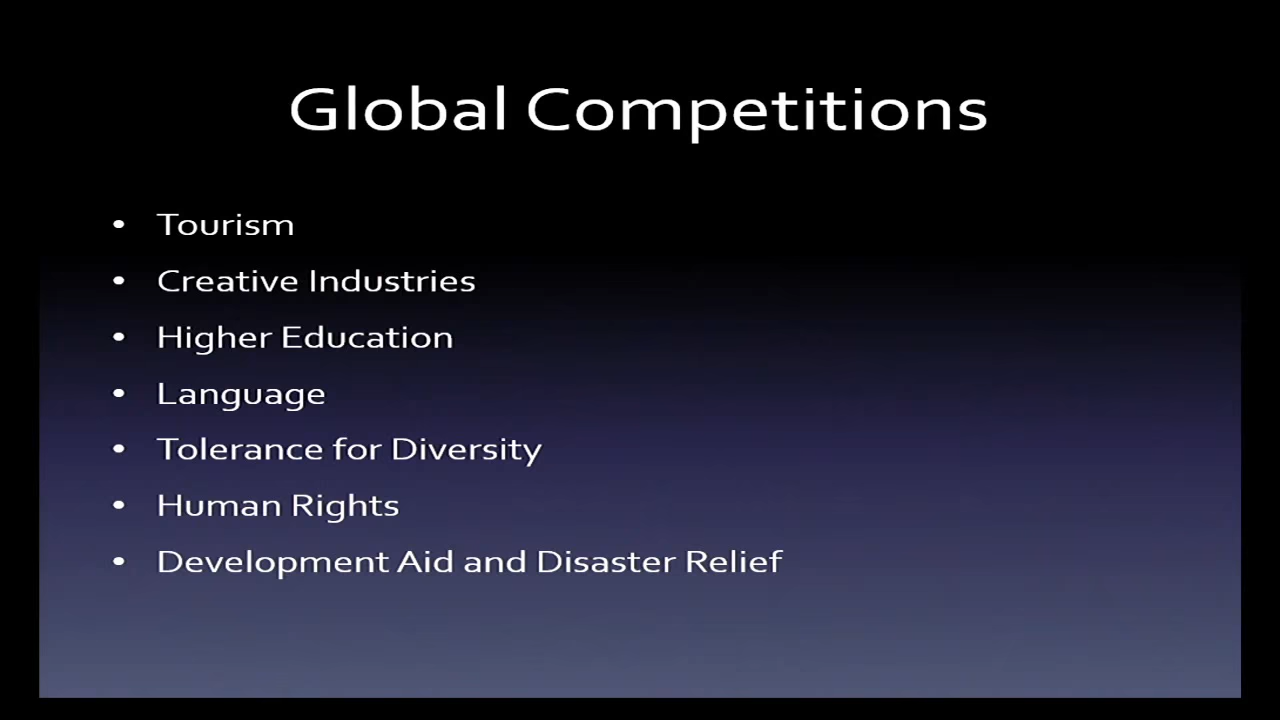 Global Competitions
• Tourism
• Creative Industries
• Higher Education
• Language
• Tolerance for Diversity
• Human Rights
• Development Aid and Disaster Relief